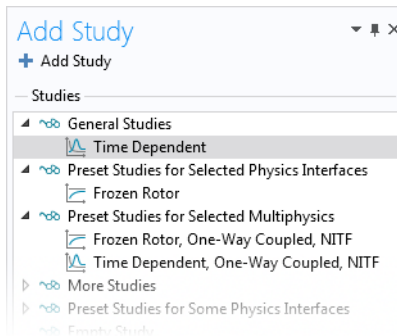 Add Study
Add Study
Studies
General Studies
Time Dependent
Preset Studies for Selected Physics Interfaces
Frozen Rotor
Preset Studies for Selected Multiphysics
Frozen Rotor, One-Way Coupled, NITF
Time Dependent, One-Way Coupled, NITF
More Studies
Preset Studies for Some Physics Interfaces
Empty Study